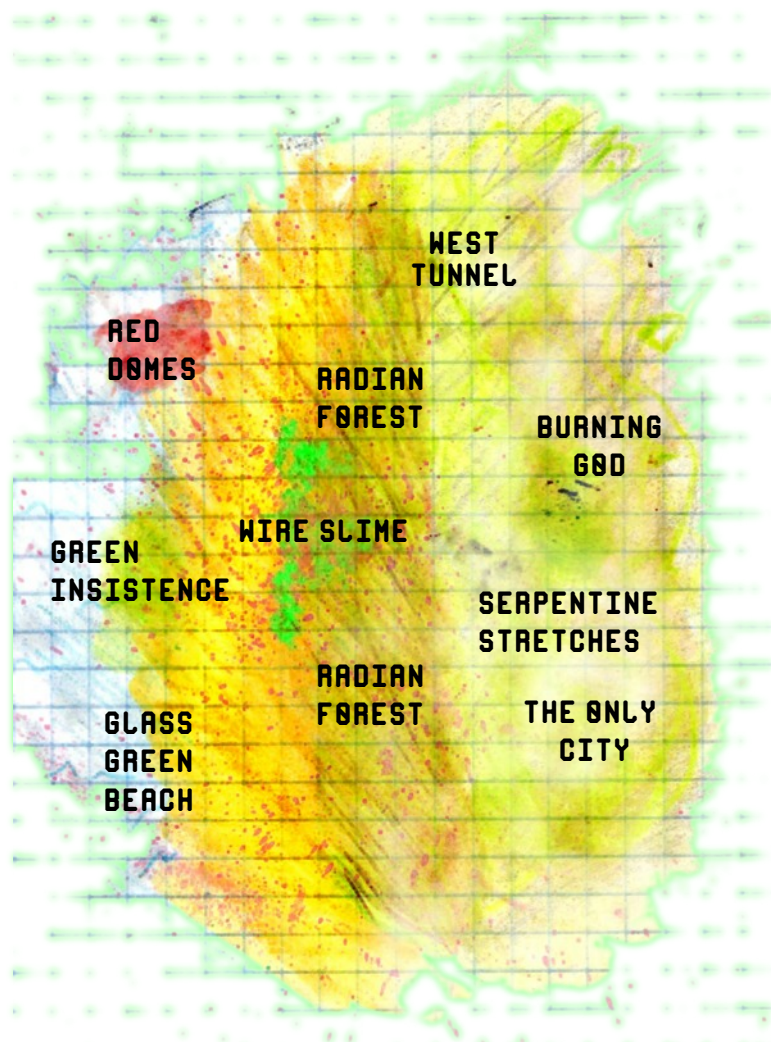 WEST
TUNNEL
RED
DOMES
RADIAN
FOREST
BURNING
GOD
WIRE SLIME
GREEN
INSISTENCE
SERPENTINE
STRETCHES
RADIAN
FOREST
THE ONLY
CITY
GLASS
GREEN
BEACH